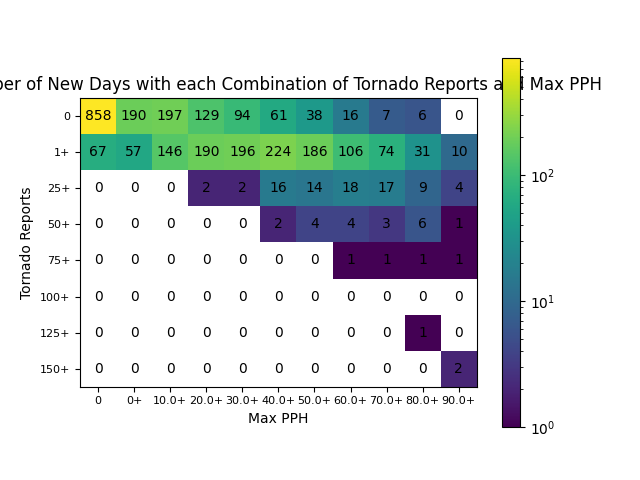 of New Days with each Combination of Tornado Reports and Max PPH
Tornado Reports
0 858 190 197 129 94 61 38 16 7 6 0
1+ 67 57 146 190 196 224 186 106 74 31 10
25+ 0 0 0 2 2 16 14 18 17 9 4
50+ 0 0 0 0 0 2 4 4 3 6 1
75+ 0 0 0 0 0 0 0 1 1 1 1
100+ 0 0 0 0 0 0 0 0 0 0 0
125+ 0 0 0 0 0 0 0 0 0 1 0
150+ 0 0 0 0 0 0 0 0 0 0 2
0 0+ 10.0+ 20.0+ 30.0+ 40.0+ 50.0+ 60.0+ 70.0+ 80.0+ 90.0+
Max PPH
10²
10¹
10⁰